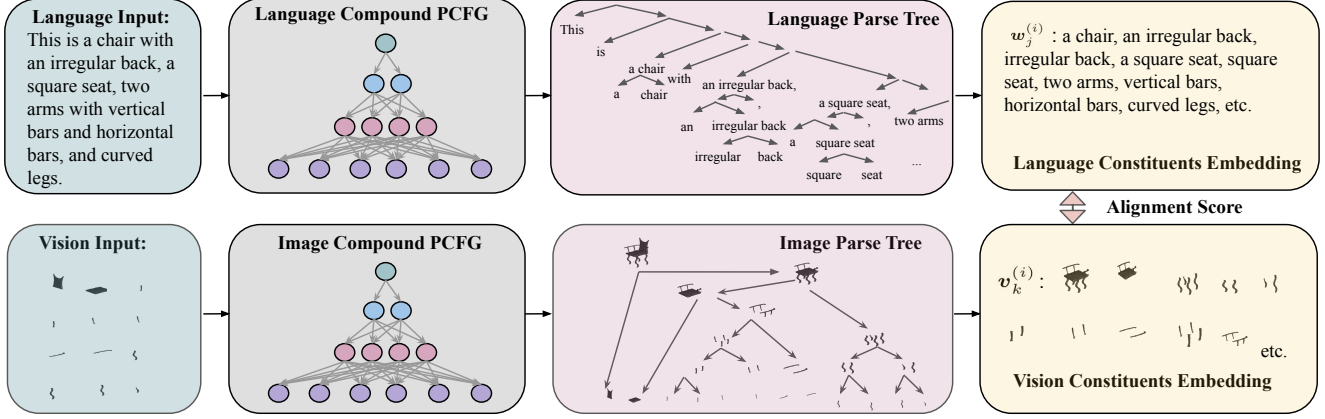 Language Input:
This is a chair with
an irregular back, a
square seat, two
arms with vertical
bars and horizontal
bars, and curved
legs.
Language Compound PCFG
Language Parse Tree
This
is
a chair
with
a
chair
an irregular back,
,
an
irregular back
irregular
back
a square seat,
,
a
square seat
square
seat
two arms
...
w_j^{(i)} : a chair, an irregular back,
irregular back, a square seat, square
seat, two arms, vertical bars,
horizontal bars, curved legs, etc.
Language Constituents Embedding
Alignment Score
Vision Input:
Image Compound PCFG
Image Parse Tree
v_k^{(i)} :
etc.
Vision Constituents Embedding